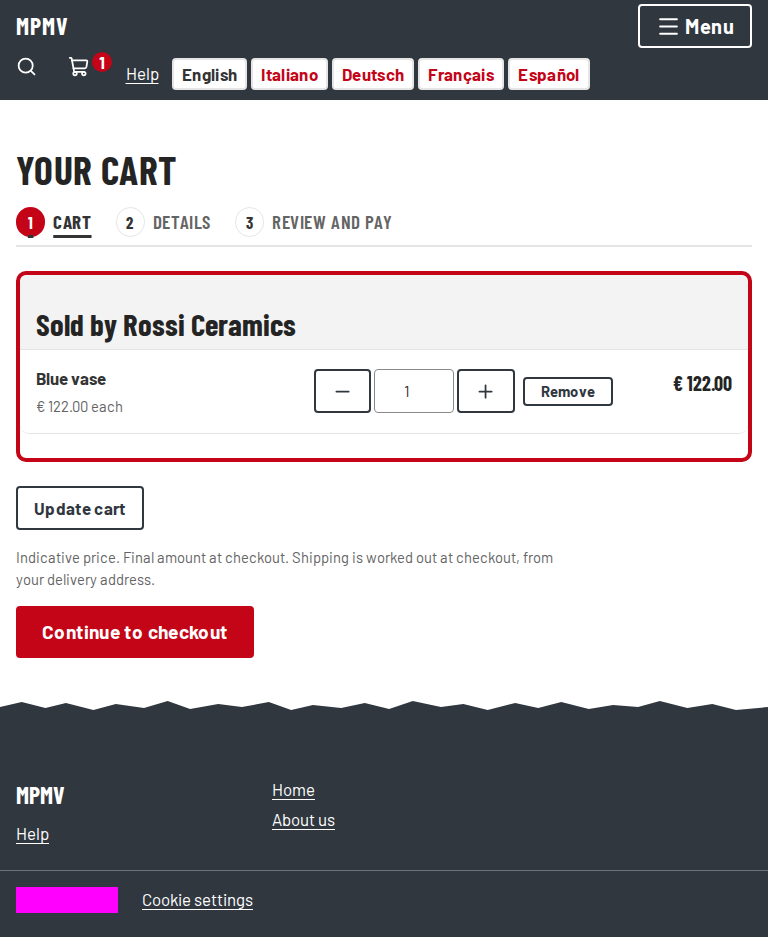 MPMV
Menu
1
Help
English
Italiano
Deutsch
Français
Español
YOUR CART
1 CART
2 DETAILS
3 REVIEW AND PAY
Sold by Rossi Ceramics
Blue vase
€ 122.00 each
1
Remove
€ 122.00
Update cart
Indicative price. Final amount at checkout. Shipping is worked out at checkout, from
your delivery address.
Continue to checkout
MPMV
Help
Home
About us
Cookie settings